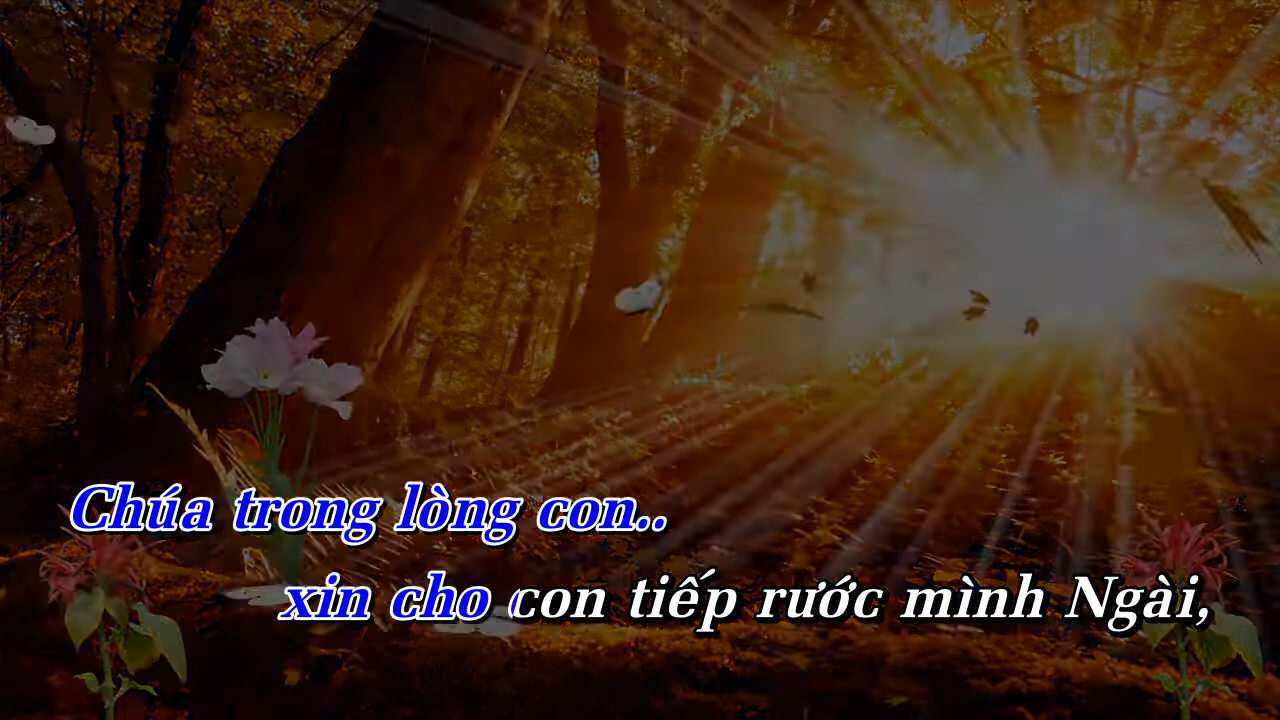 Chúa trong lòng con..
xin cho con tiếp rước mình Ngài,